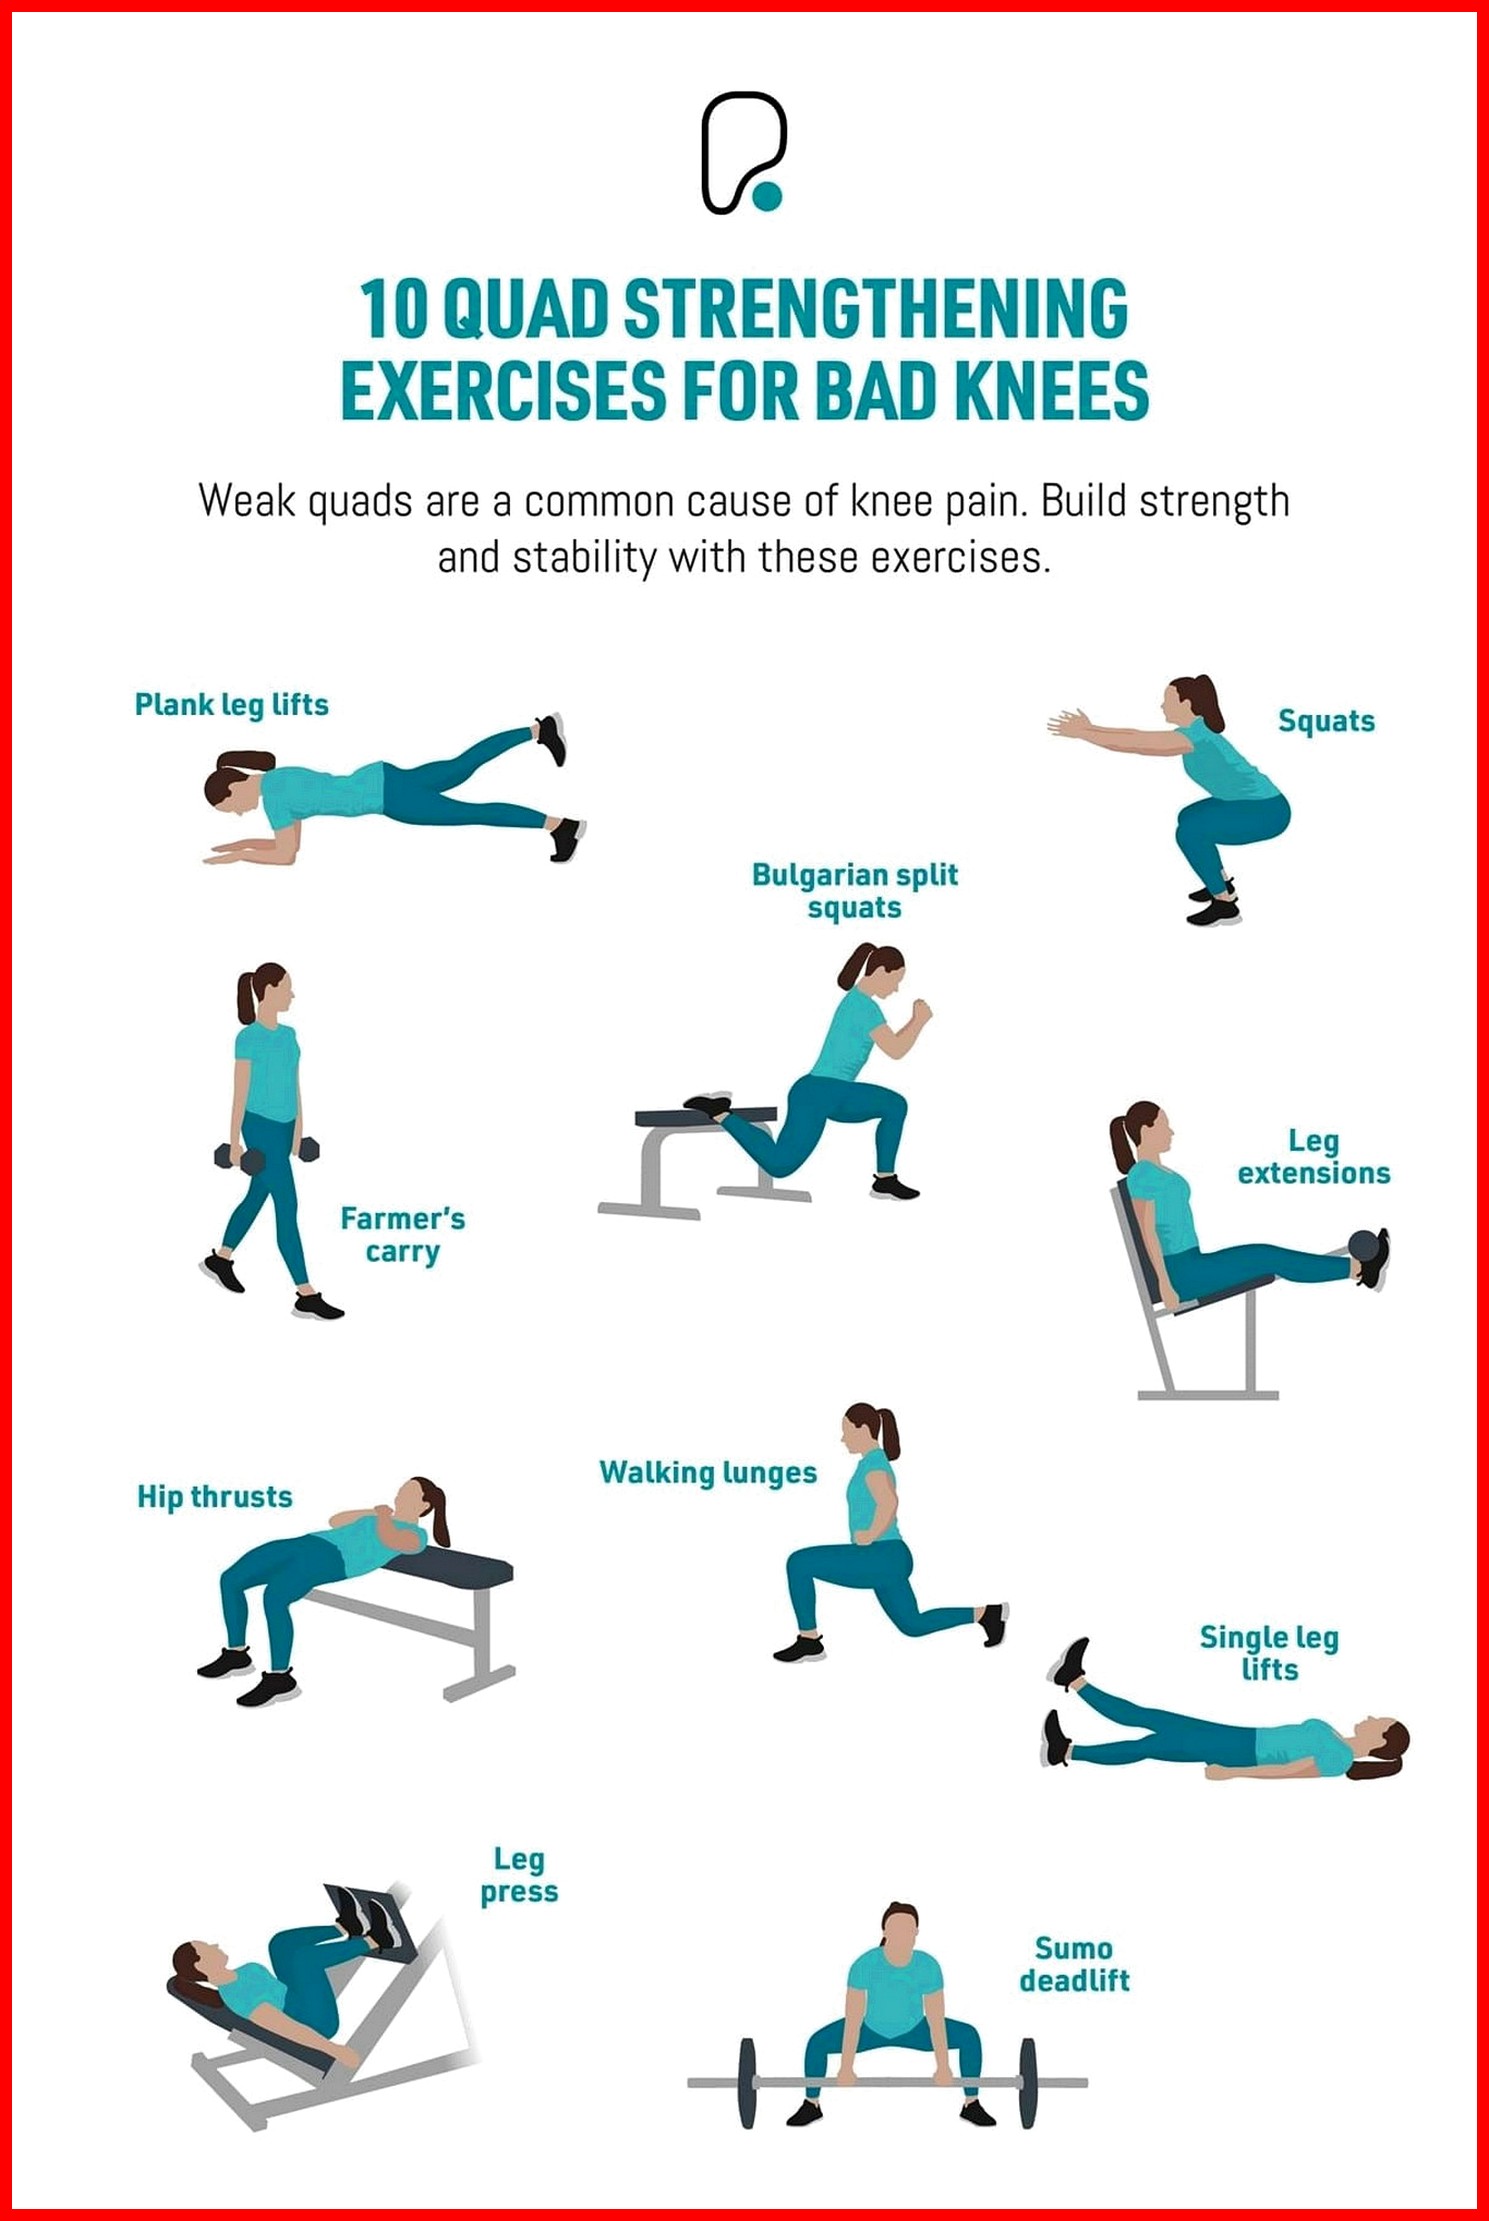 10 QUAD STRENGTHENING
EXERCISES FOR BAD KNEES
Weak quads are a common cause of knee pain. Build strength
and stability with these exercises.
Plank leg lifts
Squats
Bulgarian split
squats
Farmer's
carry
Leg
extensions
Hip thrusts
Walking lunges
Single leg
lifts
Leg
press
Sumo
deadlift